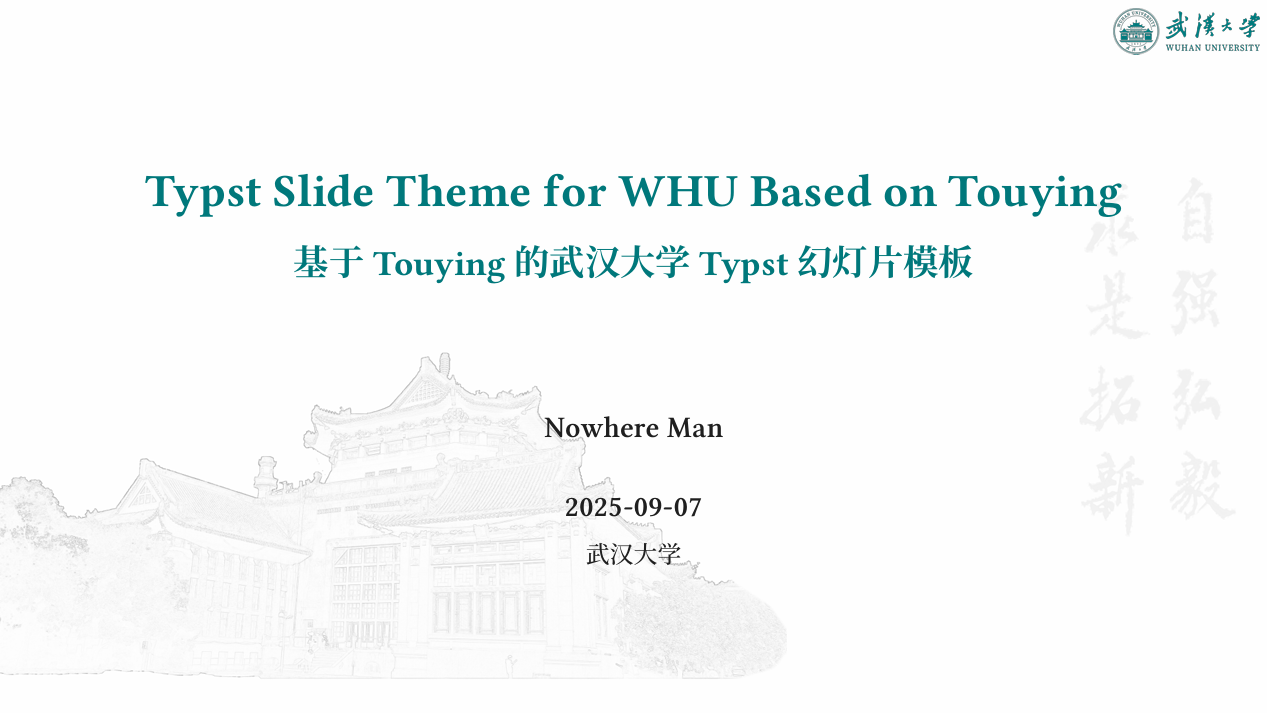 武漢大學
WUHAN UNIVERSITY
Typst Slide Theme for WHU Based on Touying
基于 Touying 的武汉大学 Typst 幻灯片模板
自强弘毅
求是拓新
Nowhere Man
2025-09-07
武汉大学